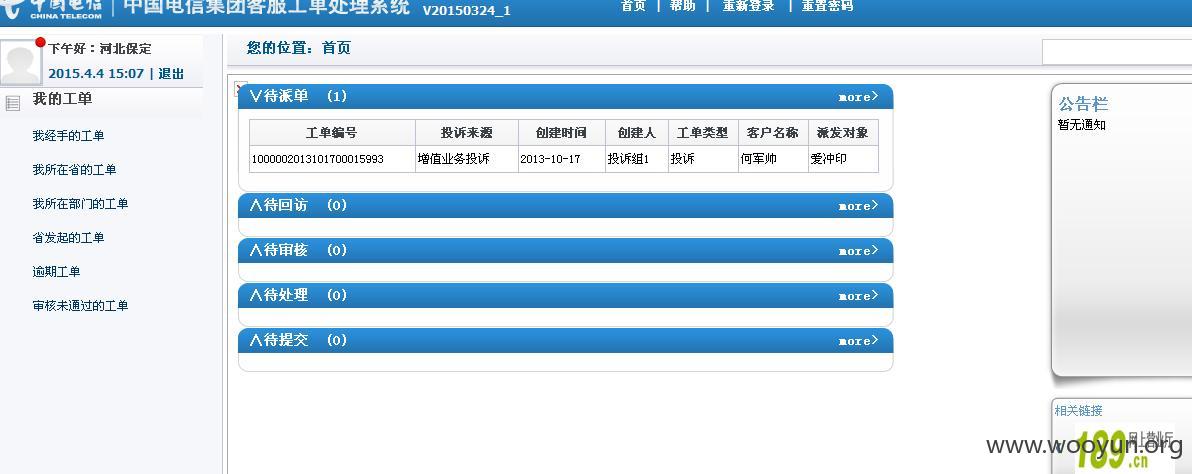 中国电信
CHINA TELECOM
中国电信集团客服工单处理系统 V20150324_1
首页 | 帮助 | 重新登录 | 重置密码
下午好：河北保定
2015.4.4 15:07 | 退出
您的位置：首页
我的工单
我经手的工单
我所在省的工单
我所在部门的工单
省发起的工单
逾期工单
审核未通过的工单
∨待派单 (1) more>
工单编号 投诉来源 创建时间 创建人 工单类型 客户名称 派发对象
1000002013101700015993 增值业务投诉 2013-10-17 投诉组1 投诉 何军帅 爱冲印
∧待回访 (0) more>
∧待审核 (0) more>
∧待处理 (0) more>
∧待提交 (0) more>
公告栏
暂无通知
相关链接
189.cn
www.wooyun.org